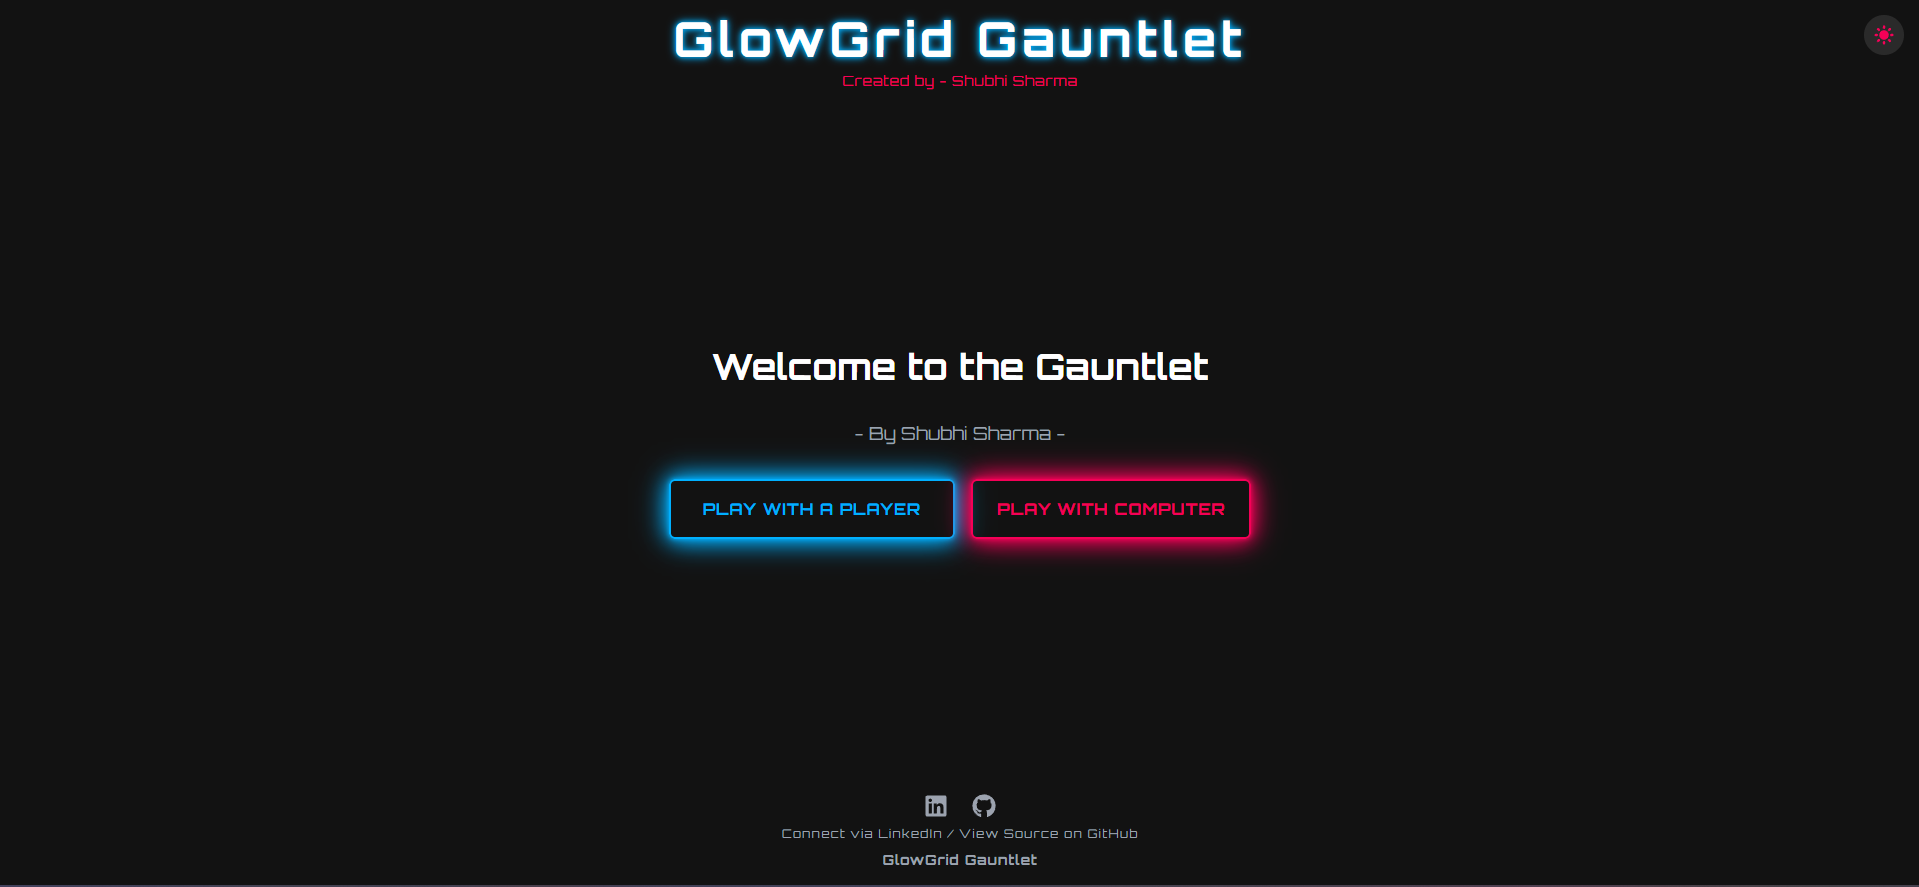 GlowGrid Gauntlet
Created by - Shubhi Sharma
Welcome to the Gauntlet
- By Shubhi Sharma -
PLAY WITH A PLAYER
PLAY WITH COMPUTER
Connect via LinkedIn / View Source on GitHub
GlowGrid Gauntlet